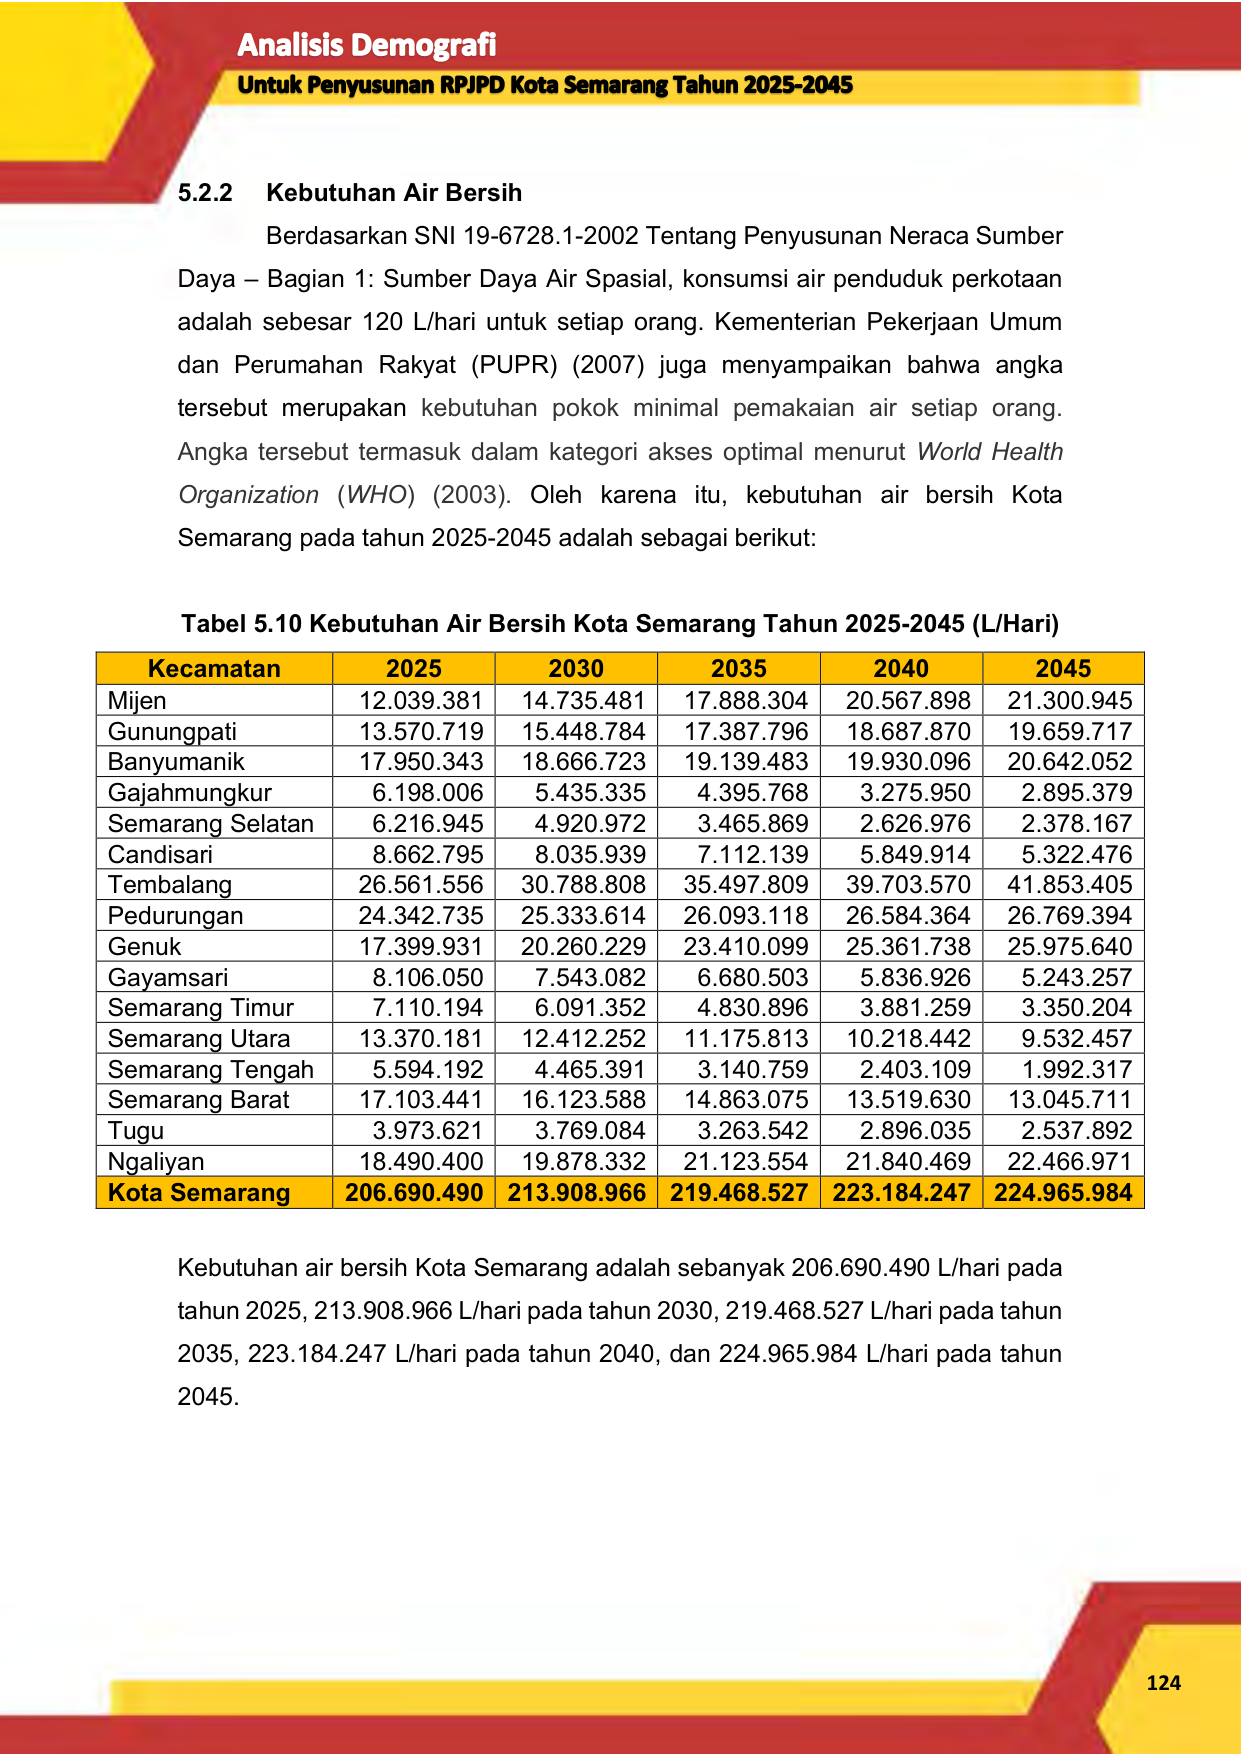 Analisis Demografi
Untuk Penyusunan RPJPD Kota Semarang Tahun 2025-2045
5.2.2 Kebutuhan Air Bersih
Berdasarkan SNI 19-6728.1-2002 Tentang Penyusunan Neraca Sumber
Daya – Bagian 1: Sumber Daya Air Spasial, konsumsi air penduduk perkotaan
adalah sebesar 120 L/hari untuk setiap orang. Kementerian Pekerjaan Umum
dan Perumahan Rakyat (PUPR) (2007) juga menyampaikan bahwa angka
tersebut merupakan kebutuhan pokok minimal pemakaian air setiap orang.
Angka tersebut termasuk dalam kategori akses optimal menurut World Health
Organization (WHO) (2003). Oleh karena itu, kebutuhan air bersih Kota
Semarang pada tahun 2025-2045 adalah sebagai berikut:
Tabel 5.10 Kebutuhan Air Bersih Kota Semarang Tahun 2025-2045 (L/Hari)
Kecamatan 2025 2030 2035 2040 2045
Mijen 12.039.381 14.735.481 17.888.304 20.567.898 21.300.945
Gunungpati 13.570.719 15.448.784 17.387.796 18.687.870 19.659.717
Banyumanik 17.950.343 18.666.723 19.139.483 19.930.096 20.642.052
Gajahmungkur 6.198.006 5.435.335 4.395.768 3.275.950 2.895.379
Semarang Selatan 6.216.945 4.920.972 3.465.869 2.626.976 2.378.167
Candisari 8.662.795 8.035.939 7.112.139 5.849.914 5.322.476
Tembalang 26.561.556 30.788.808 35.497.809 39.703.570 41.853.405
Pedurungan 24.342.735 25.333.614 26.093.118 26.584.364 26.769.394
Genuk 17.399.931 20.260.229 23.410.099 25.361.738 25.975.640
Gayamsari 8.106.050 7.543.082 6.680.503 5.836.926 5.243.257
Semarang Timur 7.110.194 6.091.352 4.830.896 3.881.259 3.350.204
Semarang Utara 13.370.181 12.412.252 11.175.813 10.218.442 9.532.457
Semarang Tengah 5.594.192 4.465.391 3.140.759 2.403.109 1.992.317
Semarang Barat 17.103.441 16.123.588 14.863.075 13.519.630 13.045.711
Tugu 3.973.621 3.769.084 3.263.542 2.896.035 2.537.892
Ngaliyan 18.490.400 19.878.332 21.123.554 21.840.469 22.466.971
Kota Semarang 206.690.490 213.908.966 219.468.527 223.184.247 224.965.984
Kebutuhan air bersih Kota Semarang adalah sebanyak 206.690.490 L/hari pada
tahun 2025, 213.908.966 L/hari pada tahun 2030, 219.468.527 L/hari pada tahun
2035, 223.184.247 L/hari pada tahun 2040, dan 224.965.984 L/hari pada tahun
2045.
124